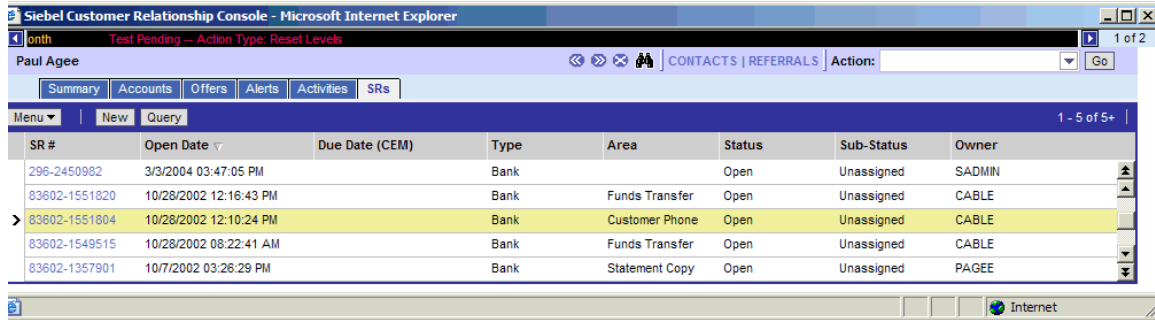 Siebel Customer Relationship Console - Microsoft Internet Explorer
onth Test Pending -- Action Type: Reset Levels 1 of 2
Paul Agee CONTACTS | REFERRALS Action: Go
Summary Accounts Offers Alerts Activities SRs
Menu New Query 1 - 5 of 5+
SR # Open Date Due Date (CEM) Type Area Status Sub-Status Owner
296-2450982 3/3/2004 03:47:05 PM Bank Open Unassigned SADMIN
83602-1551820 10/28/2002 12:16:43 PM Bank Funds Transfer Open Unassigned CABLE
83602-1551804 10/28/2002 12:10:24 PM Bank Customer Phone Open Unassigned CABLE
83602-1549515 10/28/2002 08:22:41 AM Bank Funds Transfer Open Unassigned CABLE
83602-1357901 10/7/2002 03:26:29 PM Bank Statement Copy Open Unassigned PAGEE
Internet